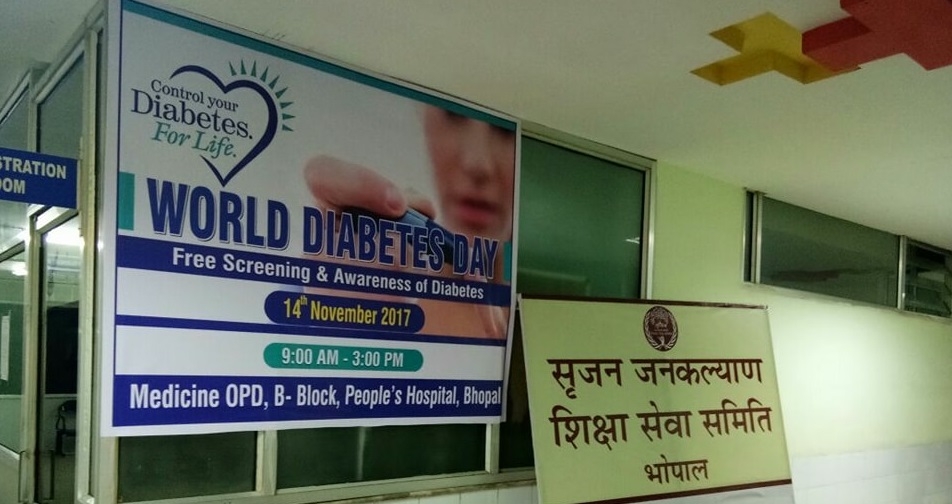 STRATION
OOM
Control your
Diabetes.
For Life.
WORLD DIABETES DAY
Free Screening & Awareness of Diabetes
14th November 2017
9:00 AM - 3:00 PM
Medicine OPD, B- Block, People's Hospital, Bhopal
सृजन जनकल्याण
शिक्षा सेवा समिति
भोपाल